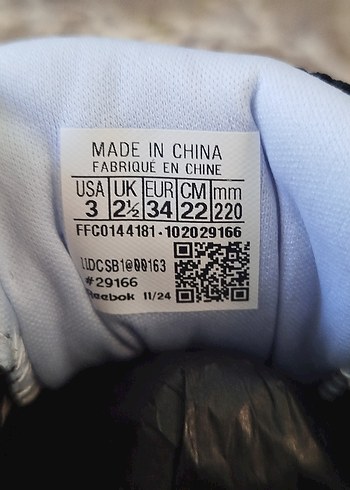 MADE IN CHINA
FABRIQUÉ EN CHINE
USA UK EUR CM mm
3 2½ 34 22 220
FFC0144181-102029166
#29166
Reebok 11/24